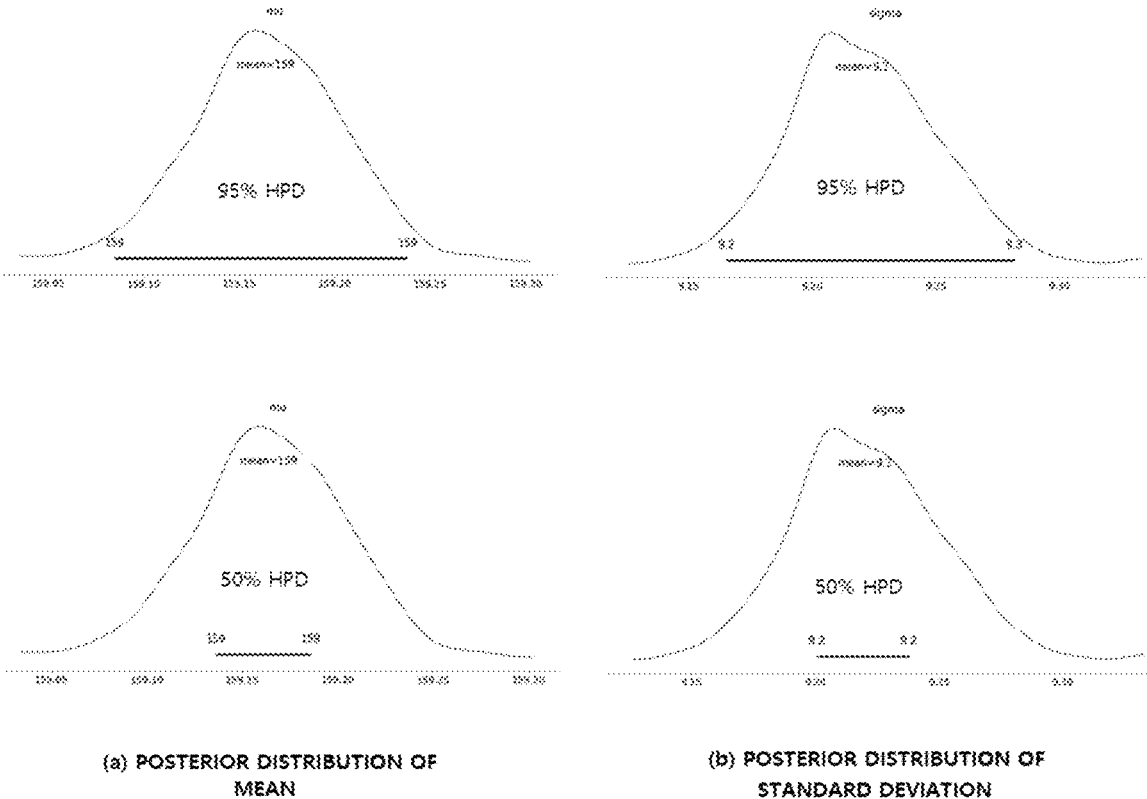 mu
mean=159
95% HPD
159
159
159.05 159.10 159.15 159.20 159.25 159.30
sigma
mean=9.2
95% HPD
9.2
9.3
9.15 9.20 9.25 9.30
mu
mean=159
50% HPD
159
159
159.05 159.10 159.15 159.20 159.25 159.30
sigma
mean=9.2
50% HPD
9.2
9.2
9.15 9.20 9.25 9.30
(a) POSTERIOR DISTRIBUTION OF
MEAN
(b) POSTERIOR DISTRIBUTION OF
STANDARD DEVIATION